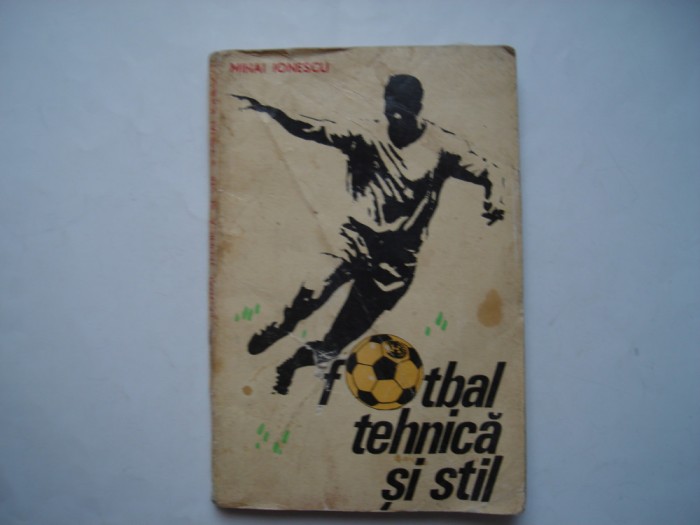 MIHAI IONESCU
fotbal
tehnică
și stil